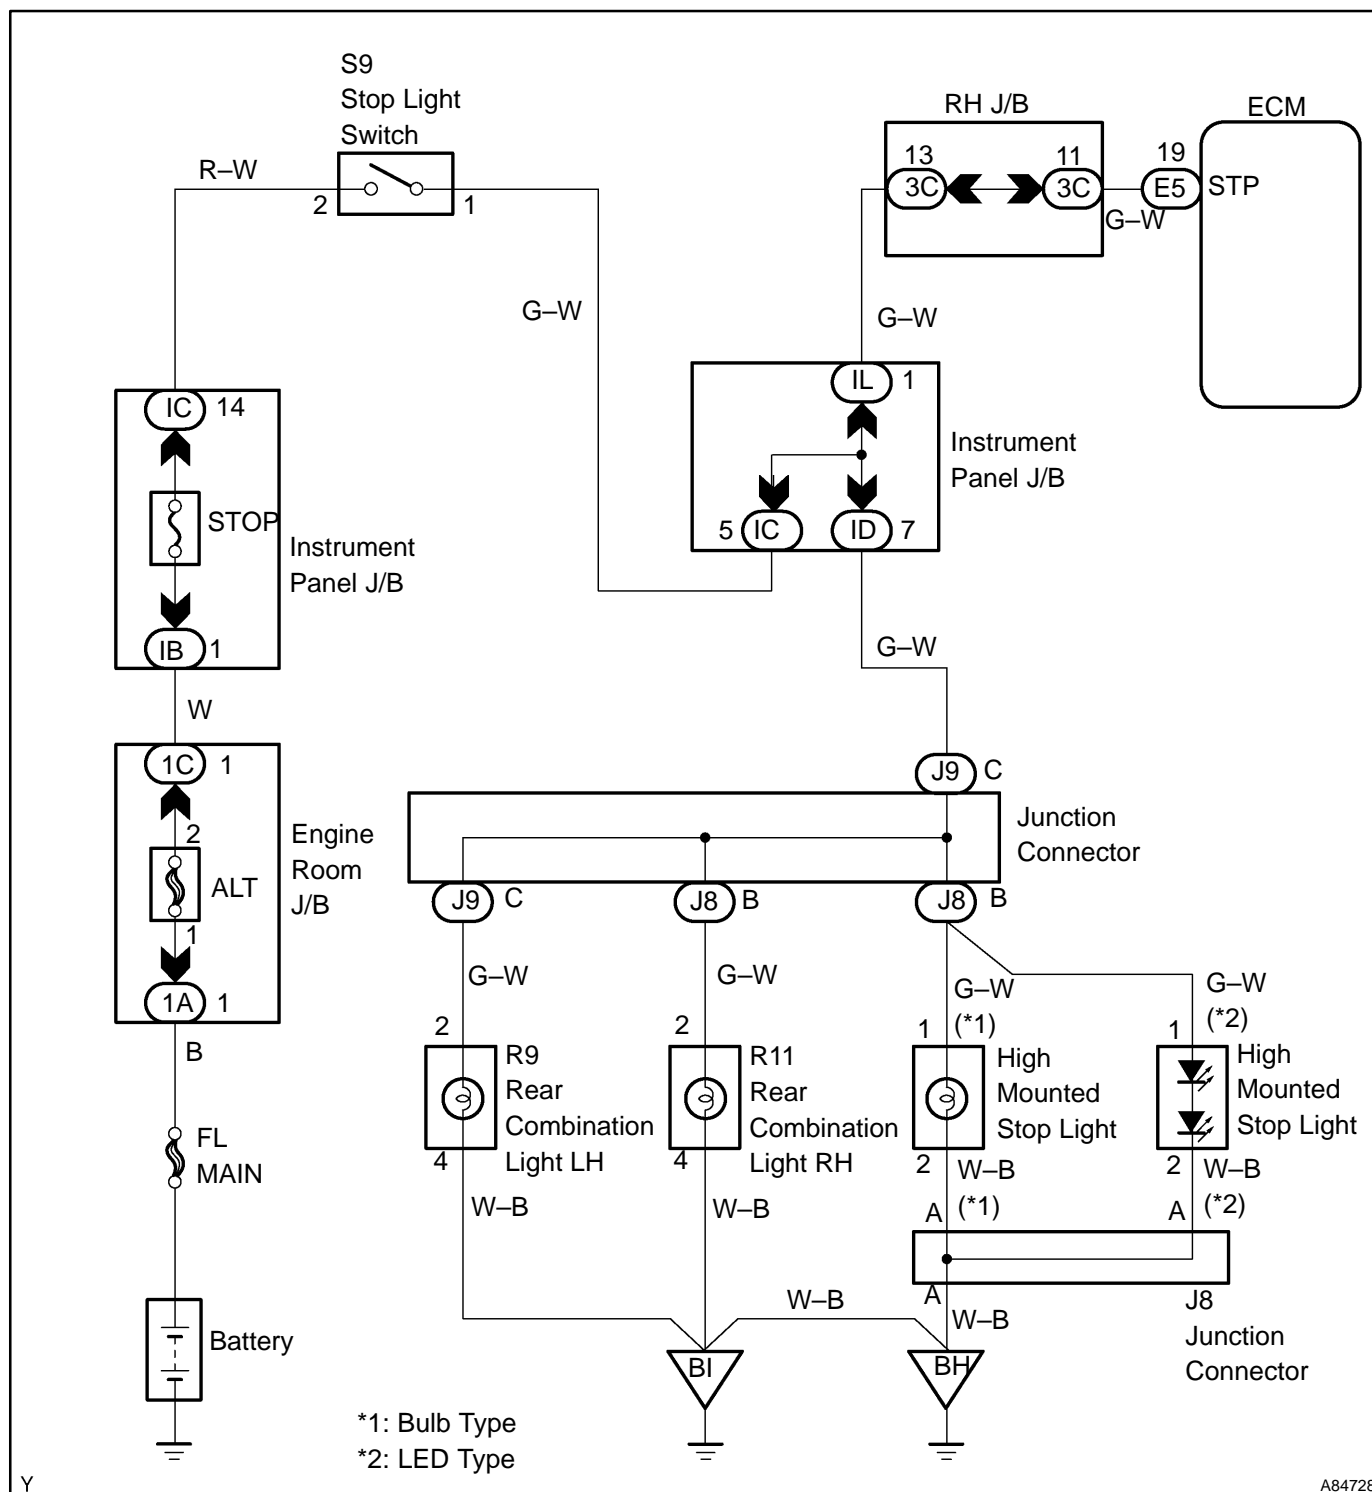 S9
Stop Light
Switch
R–W
2
1
G–W
RH J/B
13
3C
11
3C
19
E5
STP
ECM
G–W
G–W
IC
14
STOP
Instrument
Panel J/B
IB
1
W
IL
1
5
IC
ID
7
Instrument
Panel J/B
G–W
1C
1
2
ALT
1
1A
1
Engine
Room
J/B
B
FL
MAIN
Battery
J9
C
Junction
Connector
J9
C
J8
B
J8
B
G–W
G–W
G–W
(*1)
G–W
(*2)
2
R9
Rear
Combination
Light LH
4
W–B
2
R11
Rear
Combination
Light RH
4
W–B
1
High
Mounted
Stop Light
2
W–B
(*1)
A
1
High
Mounted
Stop Light
2
W–B
(*2)
A
A
W–B
W–B
J8
Junction
Connector
BI
BH
*1: Bulb Type
*2: LED Type
Y
A84728